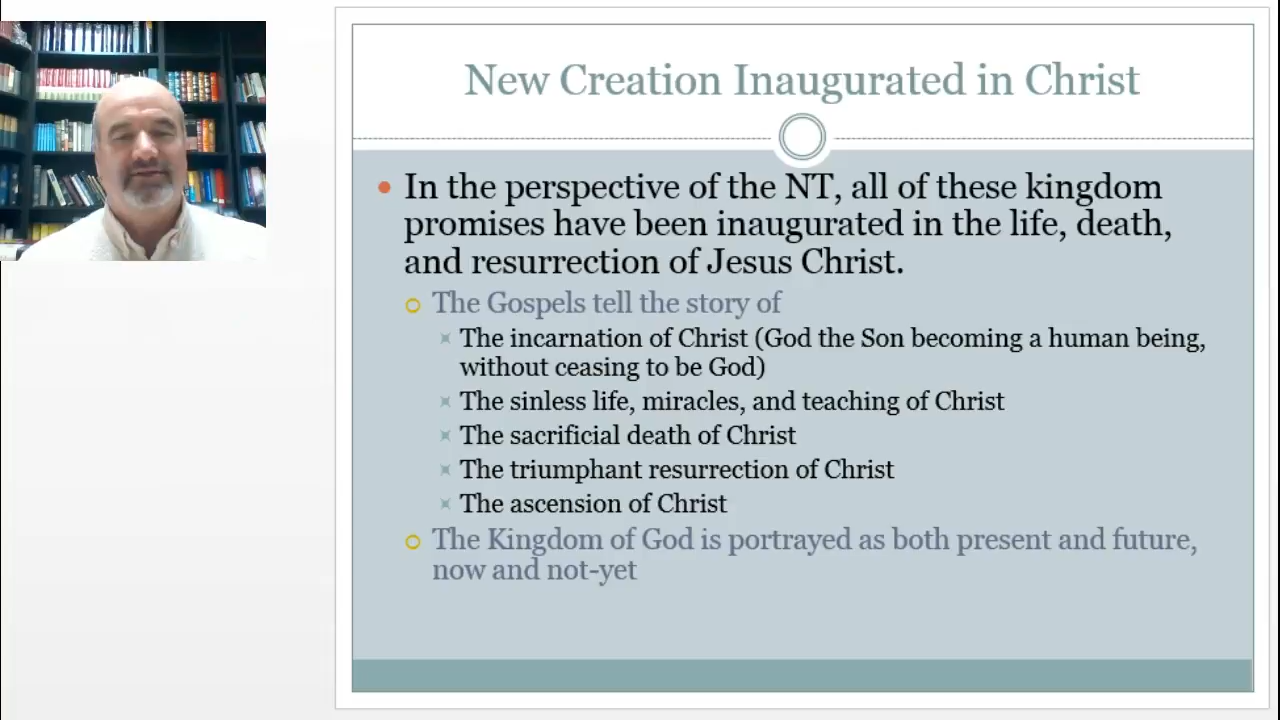 New Creation Inaugurated in Christ
In the perspective of the NT, all of these kingdom
promises have been inaugurated in the life, death,
and resurrection of Jesus Christ.
The Gospels tell the story of
The incarnation of Christ (God the Son becoming a human being,
without ceasing to be God)
The sinless life, miracles, and teaching of Christ
The sacrificial death of Christ
The triumphant resurrection of Christ
The ascension of Christ
The Kingdom of God is portrayed as both present and future,
now and not-yet